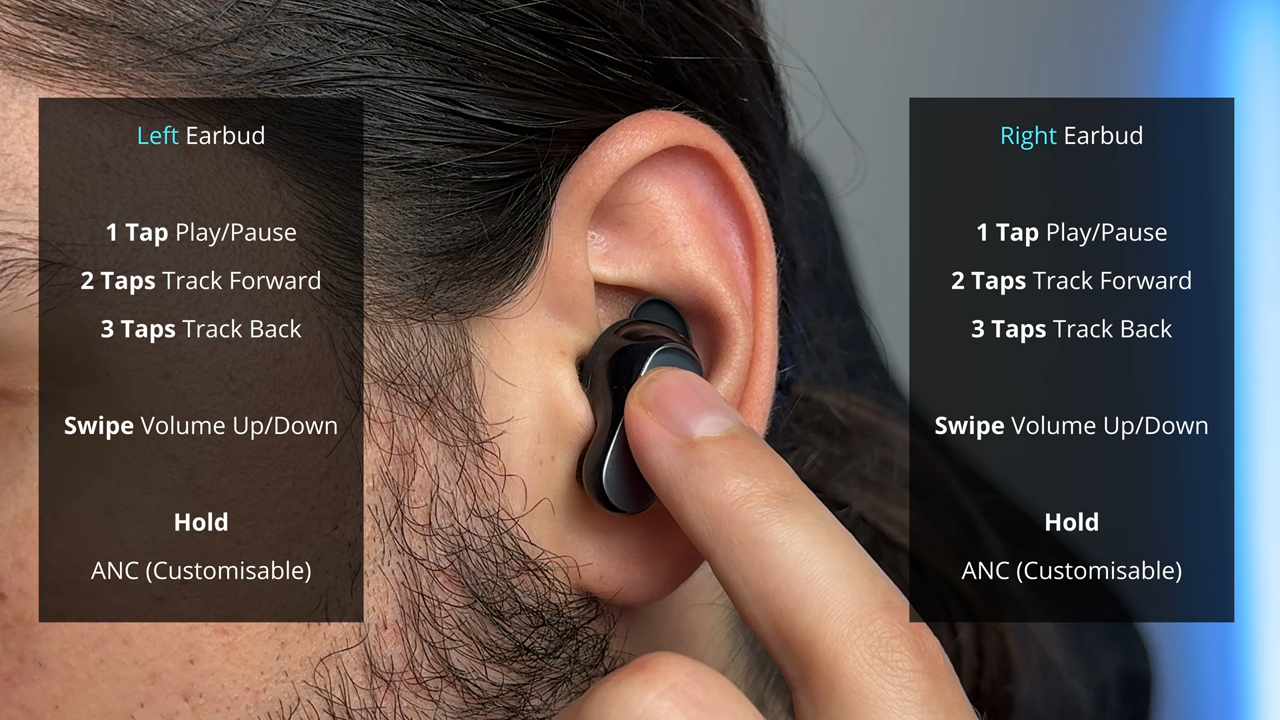 Left Earbud
1 Tap Play/Pause
2 Taps Track Forward
3 Taps Track Back
Swipe Volume Up/Down
Hold
ANC (Customisable)
Right Earbud
1 Tap Play/Pause
2 Taps Track Forward
3 Taps Track Back
Swipe Volume Up/Down
Hold
ANC (Customisable)